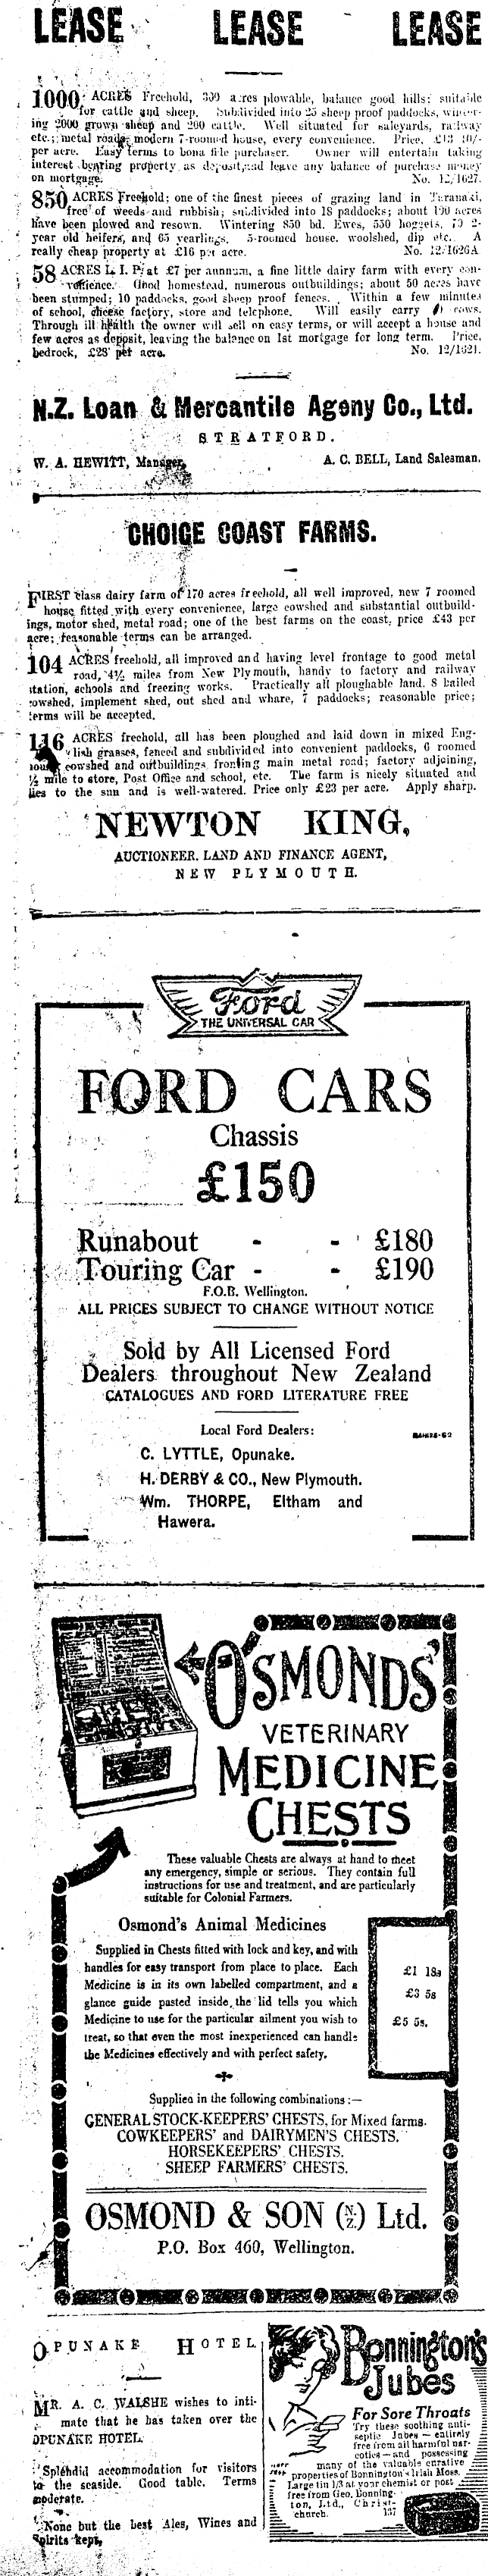 LEASE LEASE LEASE
1000 ACRES Freehold, 350 acres plowable, balance good hills; suitable
for cattle and sheep. Subdivided into 25 sheep proof paddocks, winter-
ing 2000 grown sheep and 200 cattle. Well situated for saleyards, railway
etc.; metal roads, modern 7-roomed house, every convenience. Price, £13 10/-
per acre. Easy terms to bona fide purchaser. Owner will entertain taking
interest bearing property as deposit and leave any balance of purchase money
on mortgage. No. 12/1627.
850 ACRES Freehold; one of the finest pieces of grazing land in Taranaki,
free of weeds and rubbish; subdivided into 18 paddocks; about 100 acres
have been plowed and resown. Wintering 850 bd. Ewes, 550 hoggets, 70 2-
year old heifers, and 65 yearlings. 5-roomed house. woolshed, dip etc. A
really cheap property at £16 per acre. No. 12/1626A
58 ACRES L. I. P. at £7 per annum, a fine little dairy farm with every con-
venience. Good homestead, numerous outbuildings; about 50 acres have
been stumped; 10 paddocks, good sheep proof fences. Within a few minutes
of school, cheese factory, store and telephone. Will easily carry cows.
Through ill health the owner will sell on easy terms, or will accept a house and
few acres as deposit, leaving the balance on 1st mortgage for long term. Price,
bedrock, £28 per acre. No. 12/1621.
N.Z. Loan & Mercantile Ageny Co., Ltd.
STRATFORD.
W. A. HEWITT, Manager. A. C. BELL, Land Salesman.
CHOICE COAST FARMS.
FIRST class dairy farm of 170 acres freehold, all well improved, new 7 roomed
house fitted with every convenience, large cowshed and substantial outbuild-
ings, motor shed, metal road; one of the best farms on the coast, price £43 per
acre; reasonable terms can be arranged.
104 ACRES freehold, all improved and having level frontage to good metal
road, 4½ miles from New Plymouth, handy to factory and railway
station, schools and freezing works. Practically all ploughable land. 8 bailed
cowshed, implement shed, out shed and whare, 7 paddocks; reasonable price;
terms will be accepted.
116 ACRES freehold, all has been ploughed and laid down in mixed Eng-
lish grasses, fenced and subdivided into convenient paddocks, 6 roomed
house, cowshed and outbuildings fronting main metal road; factory adjoining,
½ mile to store, Post Office and school, etc. The farm is nicely situated and
lies to the sun and is well-watered. Price only £23 per acre. Apply sharp.
NEWTON KING,
AUCTIONEER, LAND AND FINANCE AGENT,
NEW PLYMOUTH.
Ford
THE UNIVERSAL CAR
FORD CARS
Chassis
£150
Runabout - - £180
Touring Car - - £190
F.O.B. Wellington.
ALL PRICES SUBJECT TO CHANGE WITHOUT NOTICE
Sold by All Licensed Ford
Dealers throughout New Zealand
CATALOGUES AND FORD LITERATURE FREE
Local Ford Dealers:
C. LYTTLE, Opunake.
H. DERBY & CO., New Plymouth.
Wm. THORPE, Eltham and
Hawera.
OSMONDS'
VETERINARY
MEDICINE
CHESTS
These valuable Chests are always at hand to meet
any emergency, simple or serious. They contain full
instructions for use and treatment, and are particularly
suitable for Colonial Farmers.
Osmond's Animal Medicines
Supplied in Chests fitted with lock and key, and with
handles for easy transport from place to place. Each
Medicine is in its own labelled compartment, and a
glance guide pasted inside the lid tells you which
Medicine to use for the particular ailment you wish to
treat, so that even the most inexperienced can handle
the Medicines effectively and with perfect safety.
£1 18s
£3 5s
£5 5s.
Supplied in the following combinations:—
GENERAL STOCK-KEEPERS' CHESTS, for Mixed farms.
COWKEEPERS' and DAIRYMEN'S CHESTS.
HORSEKEEPERS' CHESTS.
SHEEP FARMERS' CHESTS.
OSMOND & SON (N.Z.) Ltd.
P.O. Box 460, Wellington.
OPUNAKE HOTEL
MR. A. C. WALSHE wishes to inti-
mate that he has taken over the
OPUNAKE HOTEL.
Splendid accommodation for visitors
to the seaside. Good table. Terms
moderate.
None but the best Ales, Wines and
Spirits kept.
Bonnington's
Jubes
For Sore Throats
Try these soothing anti-
septic Jubes — entirely
free from all harmful nar-
cotics — and possessing
many of the valuable curative
properties of Bonnington's Irish Moss.
Large tin 1/3 at your chemist or post
free from Geo. Bonning-
ton, Ltd., Christ-
church. 137